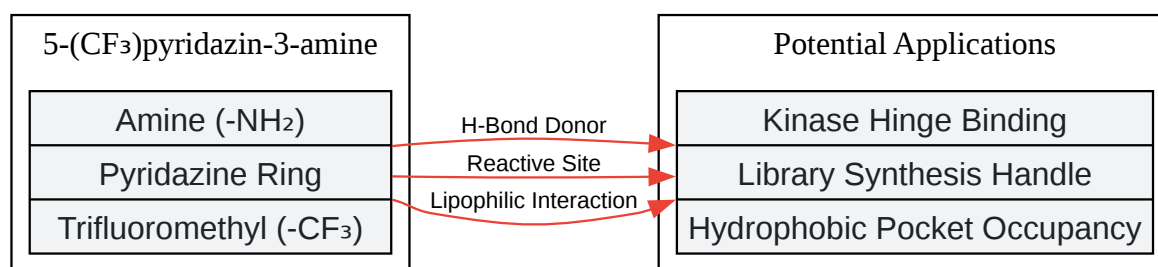 5-(CF₃)pyridazin-3-amine
Amine (-NH₂)
Pyridazine Ring
Trifluoromethyl (-CF₃)
H-Bond Donor
Reactive Site
Lipophilic Interaction
Potential Applications
Kinase Hinge Binding
Library Synthesis Handle
Hydrophobic Pocket Occupancy